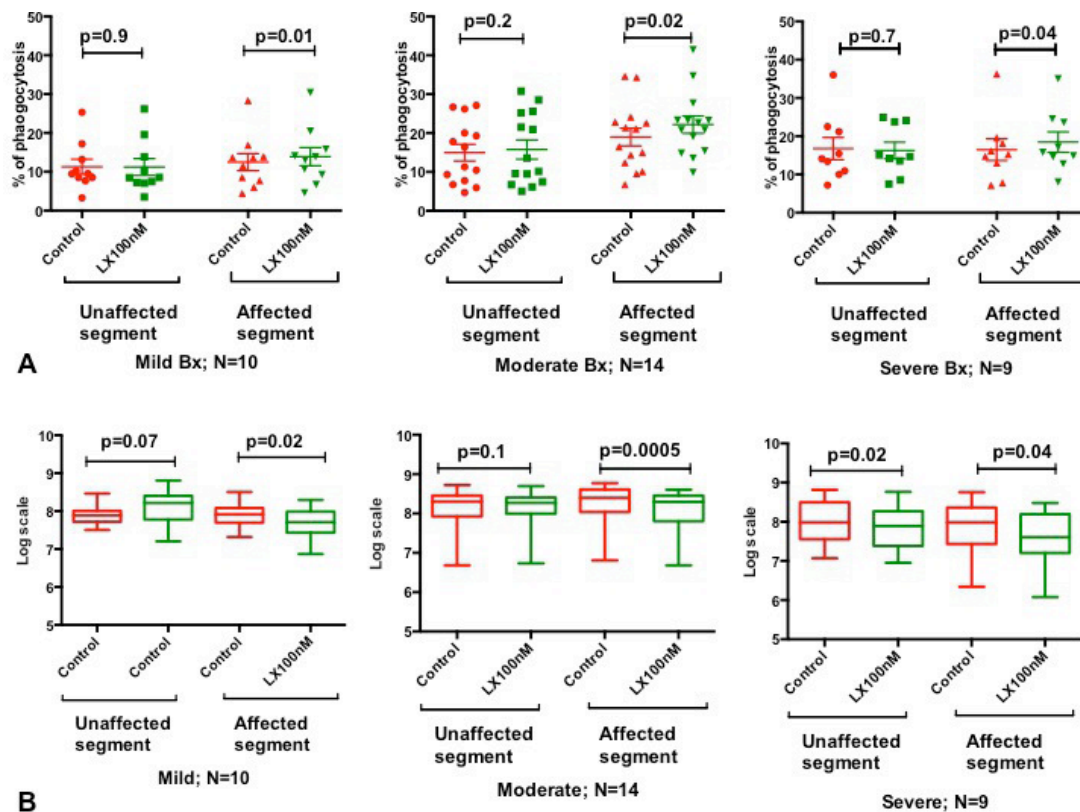 p=0.9
p=0.01
% of phaogocytosis
50
40
30
20
10
0
Control
LX100nM
Control
LX100nM
Unaffected
segment
Affected
segment
Mild Bx; N=10
p=0.2
p=0.02
% of phaogocytosis
50
40
30
20
10
0
Control
LX100nM
Control
LX100nM
Unaffected
segment
Affected
segment
Moderate Bx; N=14
p=0.7
p=0.04
% of phaogocytosis
50
40
30
20
10
0
Control
LX100nM
Control
LX100nM
Unaffected
segment
Affected
segment
Severe Bx; N=9
A
p=0.07
p=0.02
Log scale
10
9
8
7
6
5
Control
Control
Control
LX100nM
Unaffected
segment
Affected
segment
Mild; N=10
p=0.1
p=0.0005
Log scale
10
9
8
7
6
5
Control
LX100nM
Control
LX100nM
Unaffected
segment
Affected
segment
Moderate; N=14
p=0.02
p=0.04
Log scale
10
9
8
7
6
5
Control
LX100nM
Control
LX100nM
Unaffected
segment
Affected
segment
Severe; N=9
B